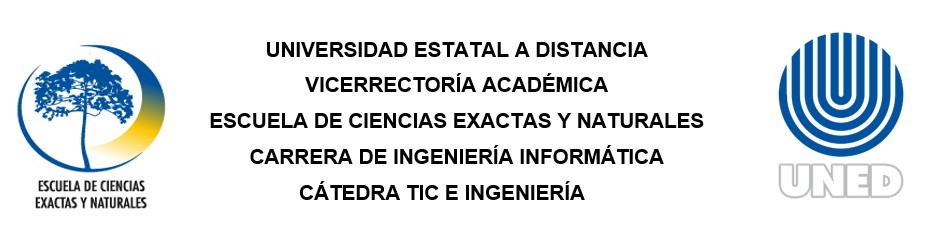 UNIVERSIDAD ESTATAL A DISTANCIA
VICERRECTORÍA ACADÉMICA
ESCUELA DE CIENCIAS EXACTAS Y NATURALES
CARRERA DE INGENIERÍA INFORMÁTICA
CÁTEDRA TIC E INGENIERÍA
ESCUELA DE CIENCIAS
EXACTAS Y NATURALES
UNED